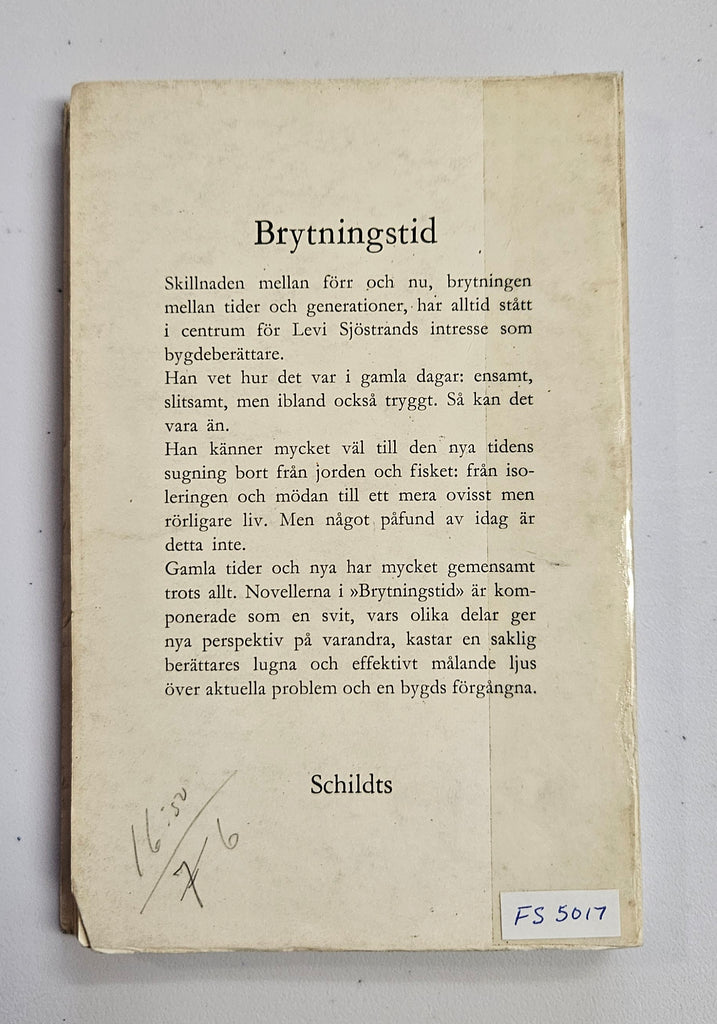 Brytningstid
Skillnaden mellan förr och nu, brytningen
mellan tider och generationer, har alltid stått
i centrum för Levi Sjöstrands intresse som
bygdeberättare.
Han vet hur det var i gamla dagar: ensamt,
slitsamt, men ibland också tryggt. Så kan det
vara än.
Han känner mycket väl till den nya tidens
sugning bort från jorden och fisket: från iso-
leringen och mödan till ett mera ovisst men
rörligare liv. Men något påfund av idag är
detta inte.
Gamla tider och nya har mycket gemensamt
trots allt. Novellerna i »Brytningstid» är kom-
ponerade som en svit, vars olika delar ger
nya perspektiv på varandra, kastar en saklig
berättares lugna och effektivt målande ljus
över aktuella problem och en bygds förgångna.
Schildts
16:50
7 6
FS 5017